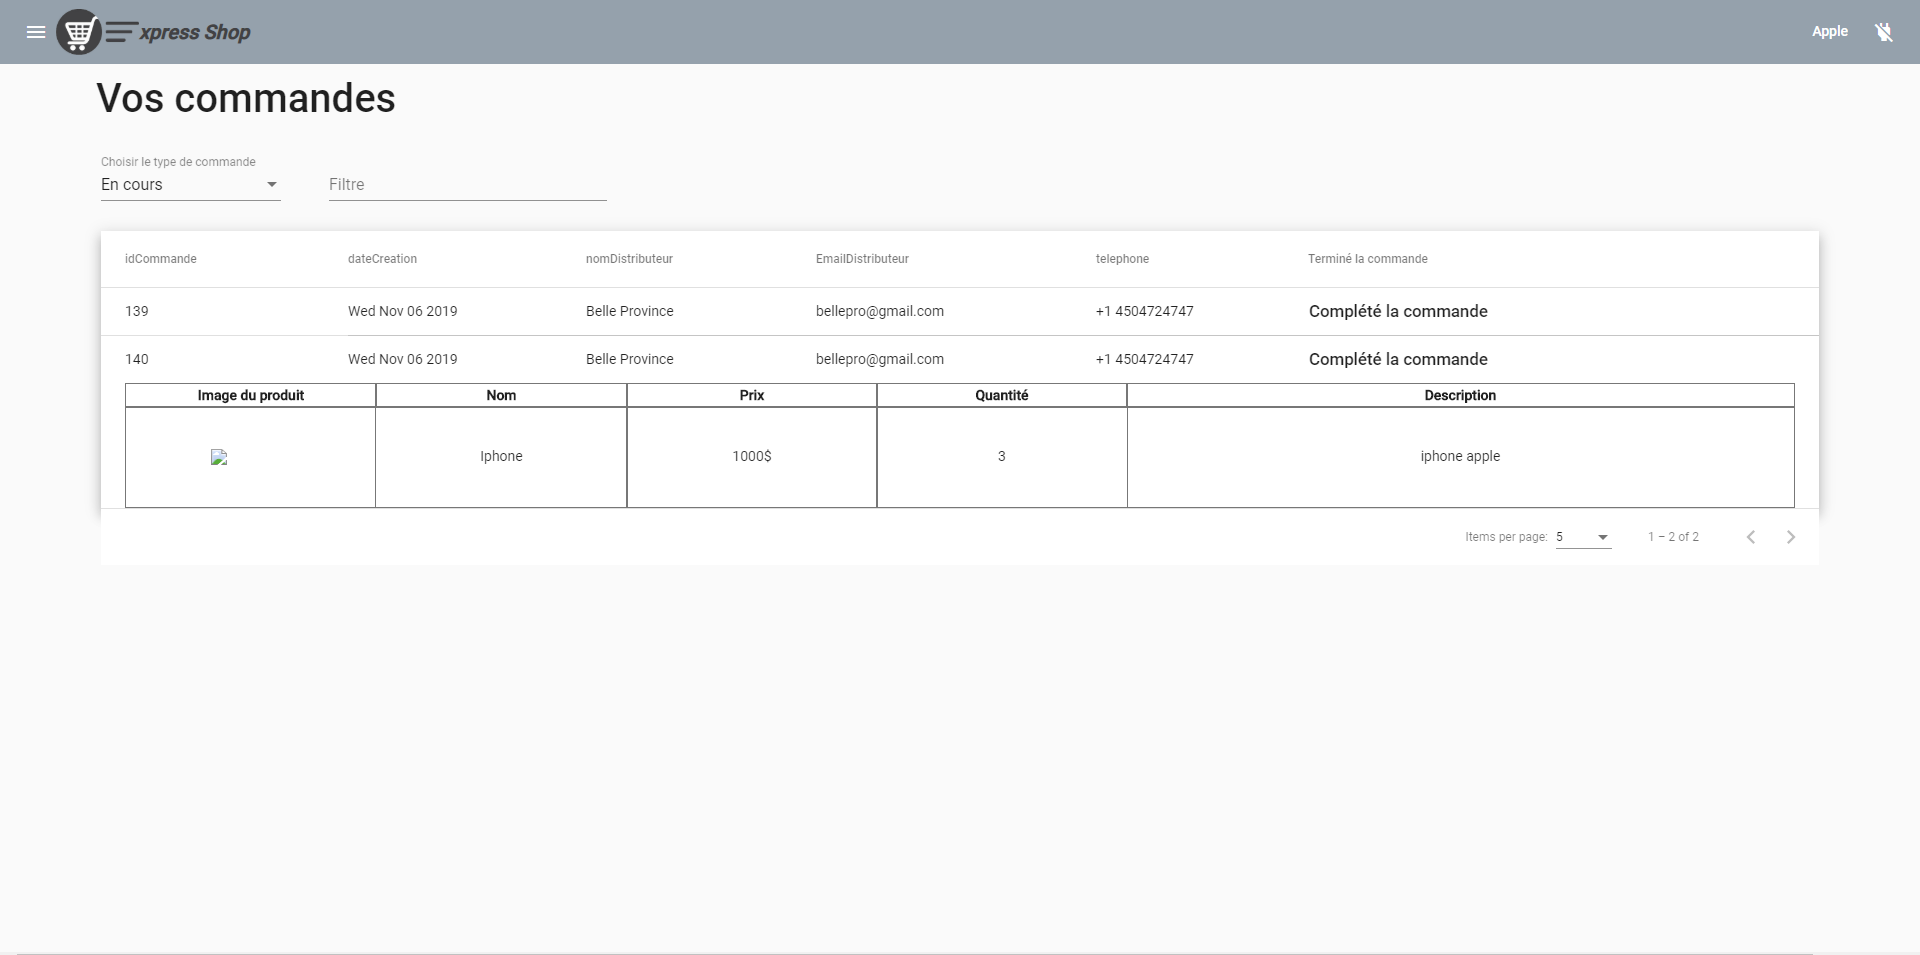 xpress Shop
Apple
Vos commandes
Choisir le type de commande
En cours
Filtre
idCommande dateCreation nomDistributeur EmailDistributeur telephone Terminé la commande
139 Wed Nov 06 2019 Belle Province bellepro@gmail.com +1 4504724747 Complété la commande
140 Wed Nov 06 2019 Belle Province bellepro@gmail.com +1 4504724747 Complété la commande
Image du produit Nom Prix Quantité Description
Iphone 1000$ 3 iphone apple
Items per page: 5 1 – 2 of 2